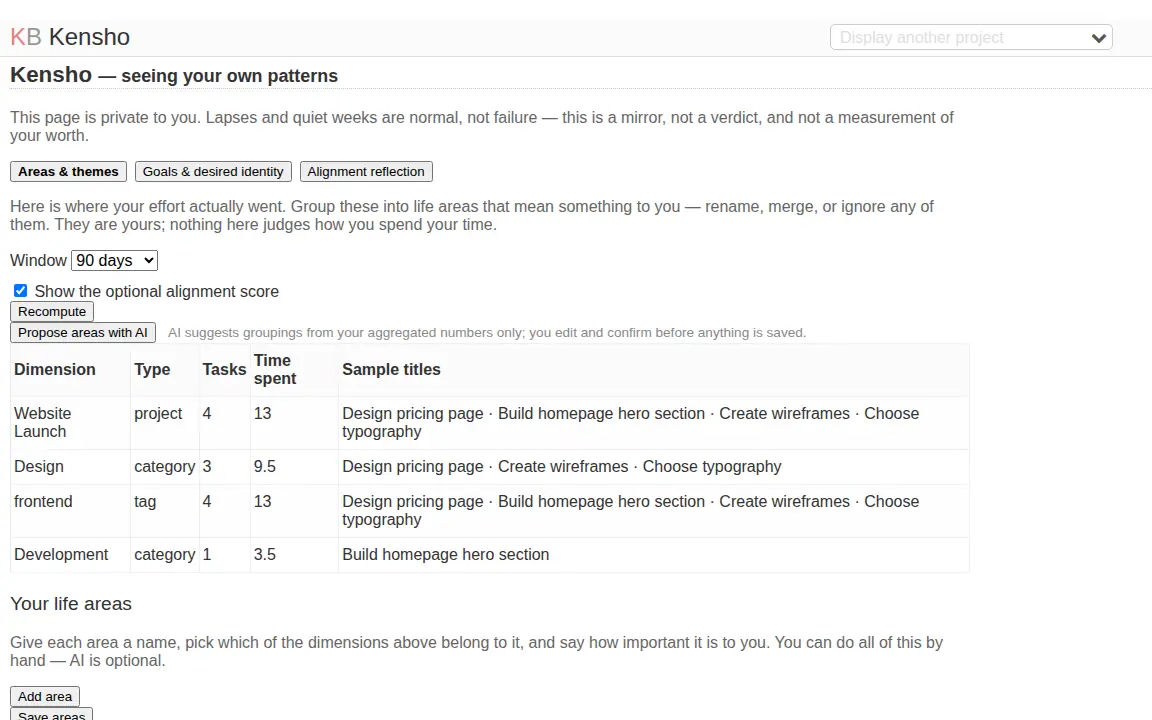 KB Kensho
Display another project
Kensho — seeing your own patterns
This page is private to you. Lapses and quiet weeks are normal, not failure — this is a mirror, not a verdict, and not a measurement of
your worth.
Areas & themes Goals & desired identity Alignment reflection
Here is where your effort actually went. Group these into life areas that mean something to you — rename, merge, or ignore any of
them. They are yours; nothing here judges how you spend your time.
Window 90 days
Show the optional alignment score
Recompute
Propose areas with AI AI suggests groupings from your aggregated numbers only; you edit and confirm before anything is saved.
Dimension Type Tasks Time spent Sample titles
Website Launch project 4 13 Design pricing page · Build homepage hero section · Create wireframes · Choose typography
Design category 3 9.5 Design pricing page · Create wireframes · Choose typography
frontend tag 4 13 Design pricing page · Build homepage hero section · Create wireframes · Choose typography
Development category 1 3.5 Build homepage hero section
Your life areas
Give each area a name, pick which of the dimensions above belong to it, and say how important it is to you. You can do all of this by
hand — AI is optional.
Add area
Save areas